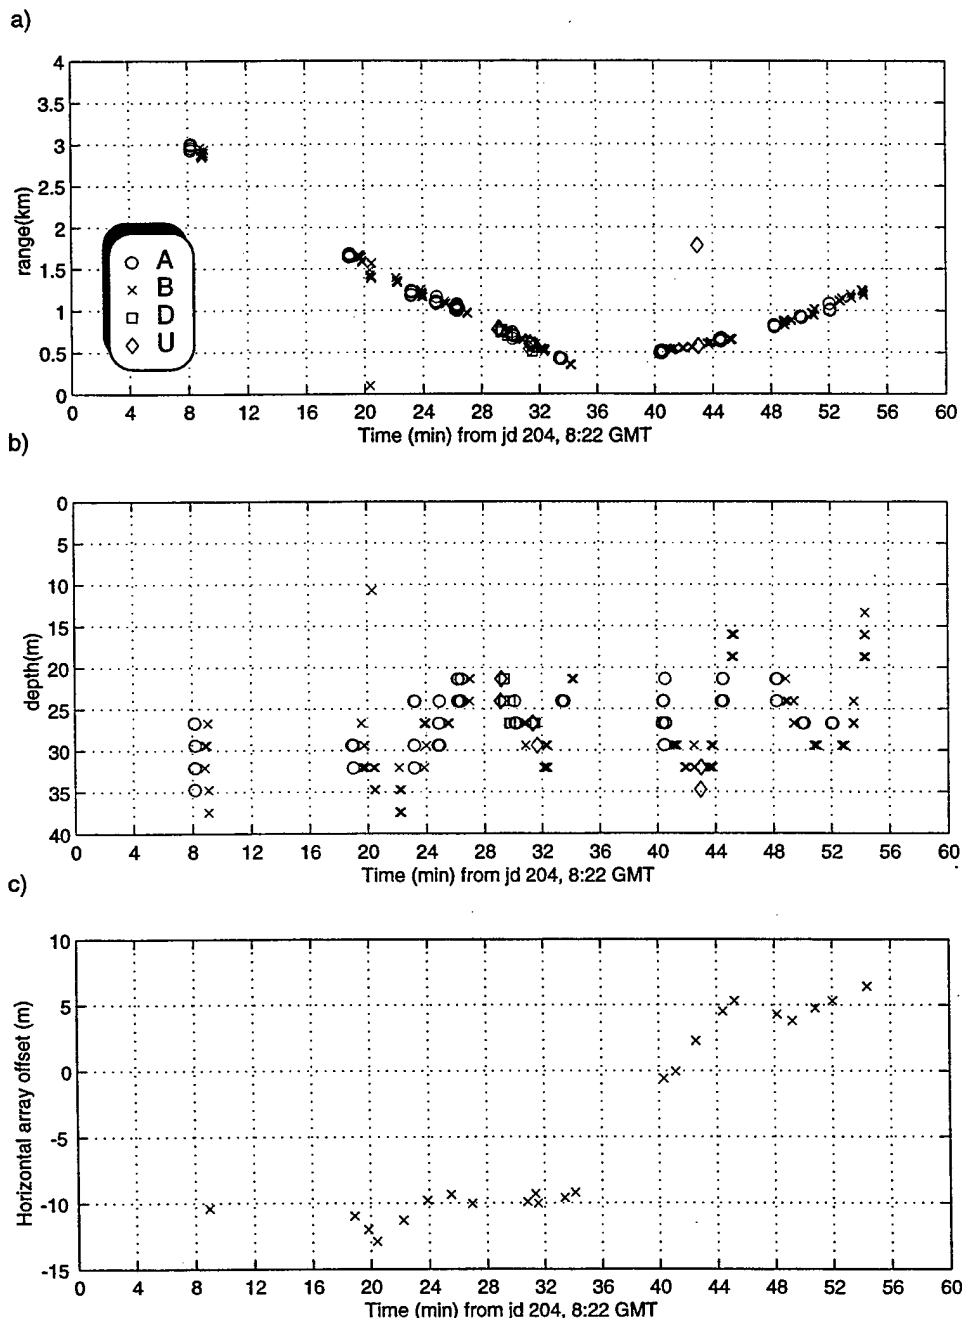 a)
4
3.5
3
2.5
2
1.5
1
0.5
0
range(km)
A
B
D
U
0 4 8 12 16 20 24 28 32 36 40 44 48 52 56 60
Time (min) from jd 204, 8:22 GMT
b)
0
5
10
15
20
25
30
35
40
depth(m)
0 4 8 12 16 20 24 28 32 36 40 44 48 52 56 60
Time (min) from jd 204, 8:22 GMT
c)
10
5
0
-5
-10
-15
Horizontal array offset (m)
0 4 8 12 16 20 24 28 32 36 40 44 48 52 56 60
Time (min) from jd 204, 8:22 GMT